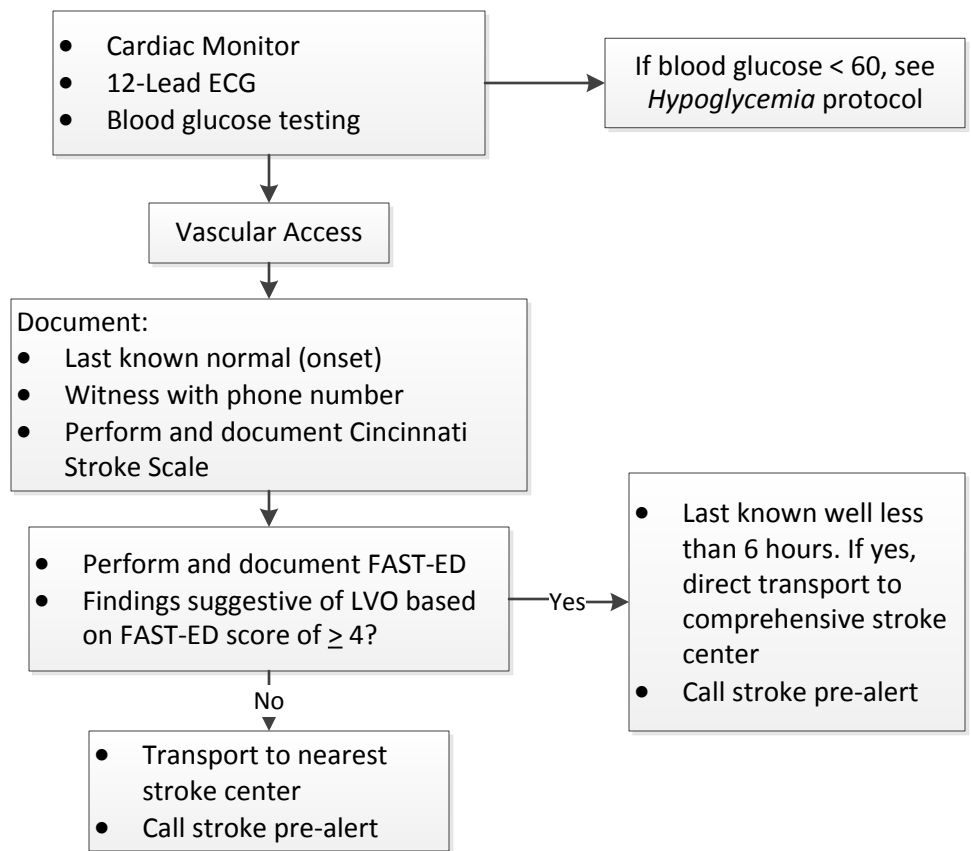 • Cardiac Monitor
• 12-Lead ECG
• Blood glucose testing
If blood glucose < 60, see
Hypoglycemia protocol
Vascular Access
Document:
• Last known normal (onset)
• Witness with phone number
• Perform and document Cincinnati
Stroke Scale
• Perform and document FAST-ED
• Findings suggestive of LVO based
on FAST-ED score of ≥ 4?
Yes
• Last known well less
than 6 hours. If yes,
direct transport to
comprehensive stroke
center
• Call stroke pre-alert
No
• Transport to nearest
stroke center
• Call stroke pre-alert